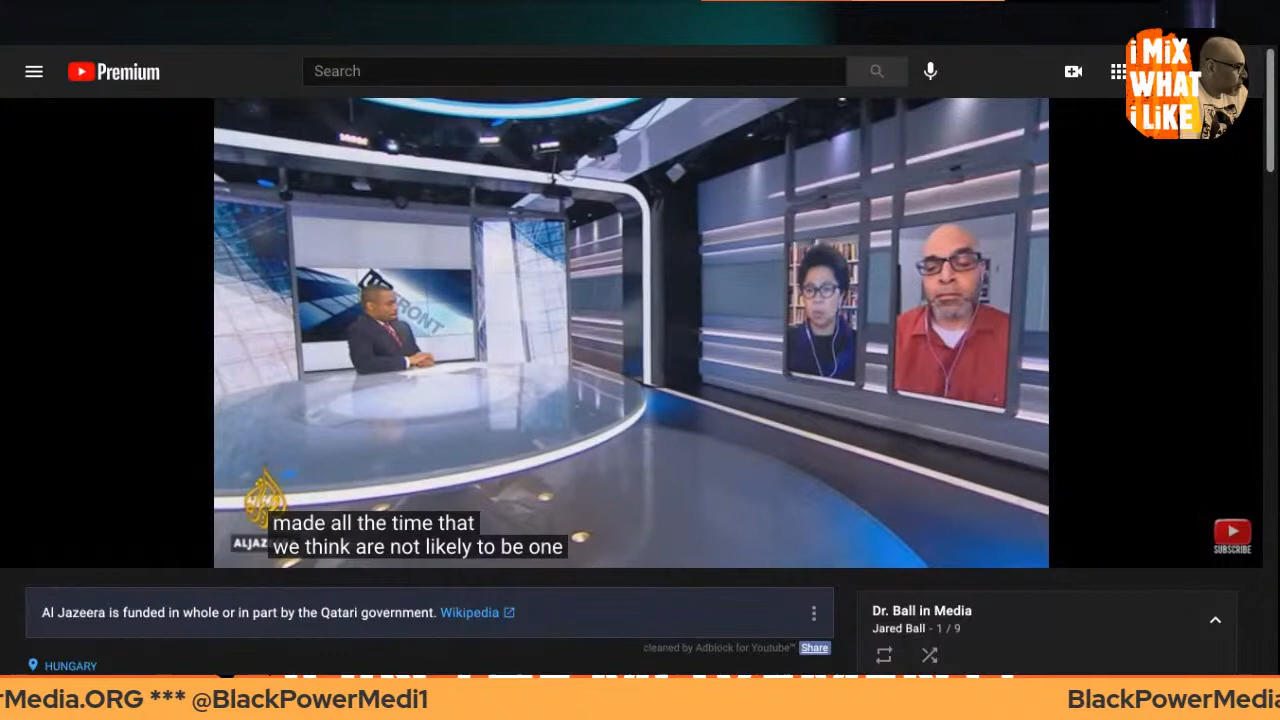 Premium
Search
i MiX
WHAT
i LiKE
FRONT
made all the time that
we think are not likely to be one
ALJAZ
SUBSCRIBE
Al Jazeera is funded in whole or in part by the Qatari government. Wikipedia
Dr. Ball in Media
Jared Ball - 1 / 9
cleaned by Adblock for Youtube™ Share
HUNGARY
rMedia.ORG *** @BlackPowerMedi1
BlackPowerMedia